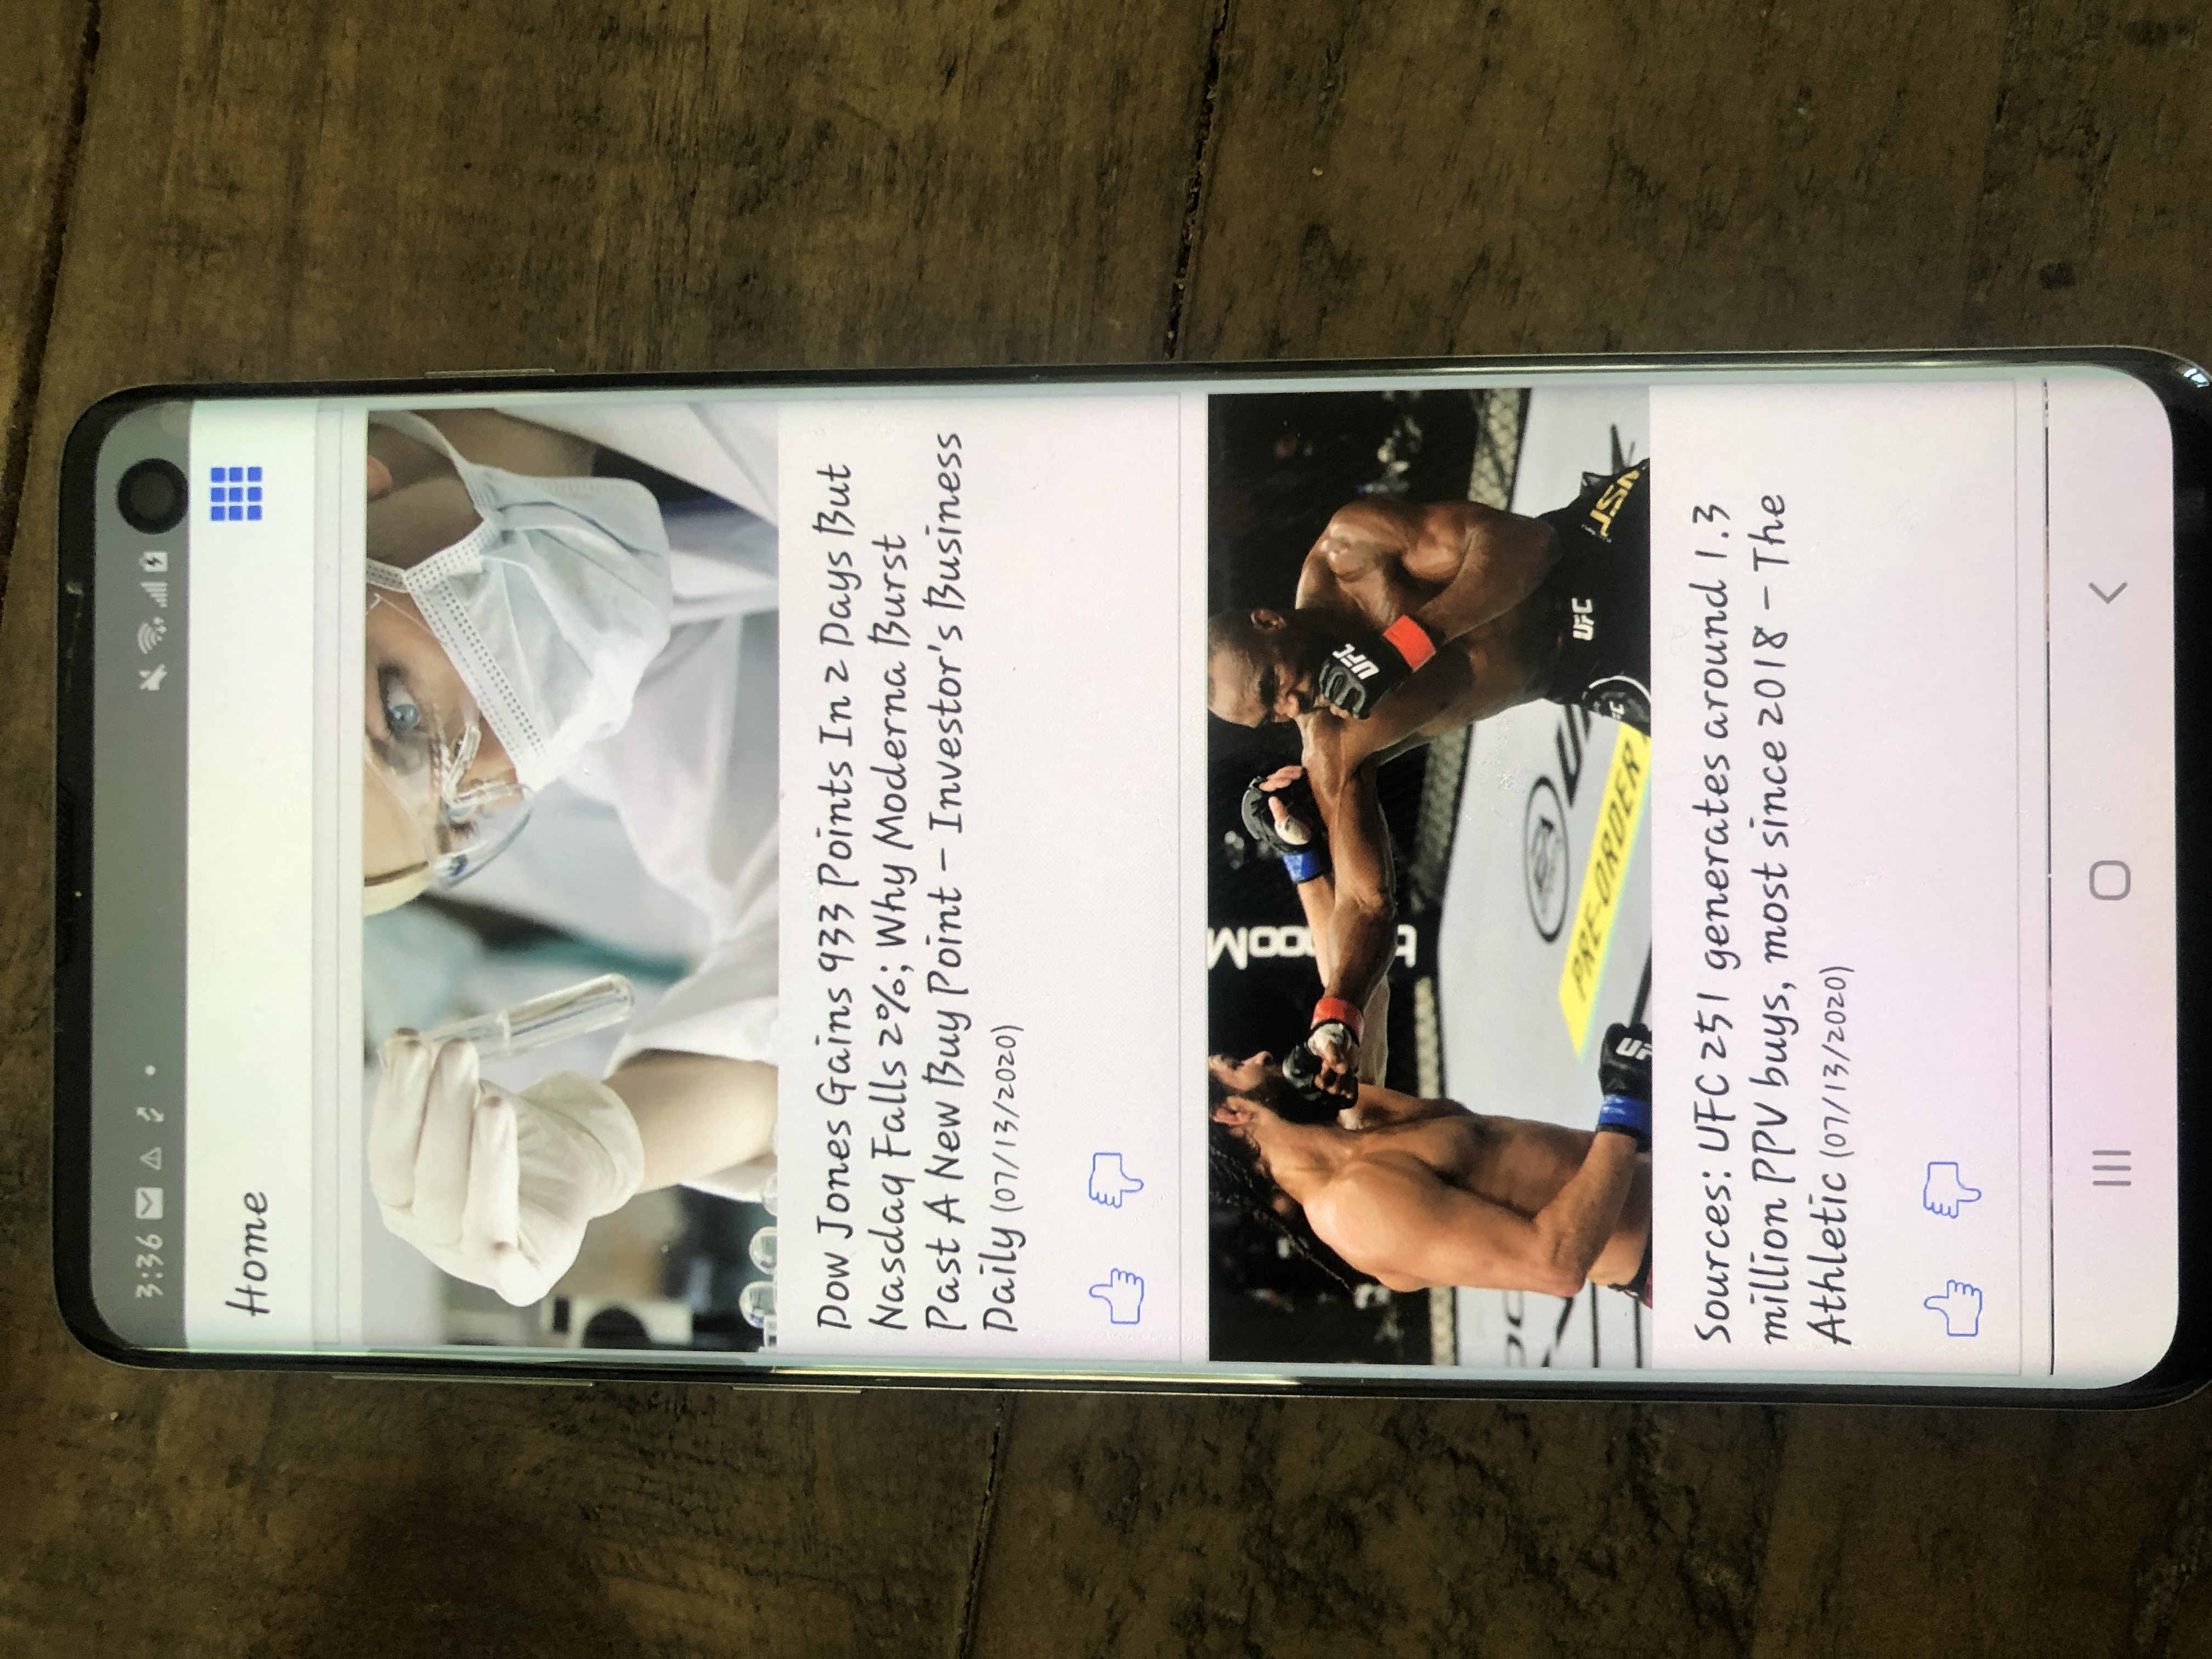 3:36
Home
Dow Jones Gains 933 Points In 2 Days But
Nasdaq Falls 2%; Why Moderna Burst
Past A New Buy Point – Investor's Business
Daily (07/13/2020)
UFC
EA
PRE-ORDER
UFC
Sources: UFC 251 generates around 1.3
million PPV buys, most since 2018 – The
Athletic (07/13/2020)